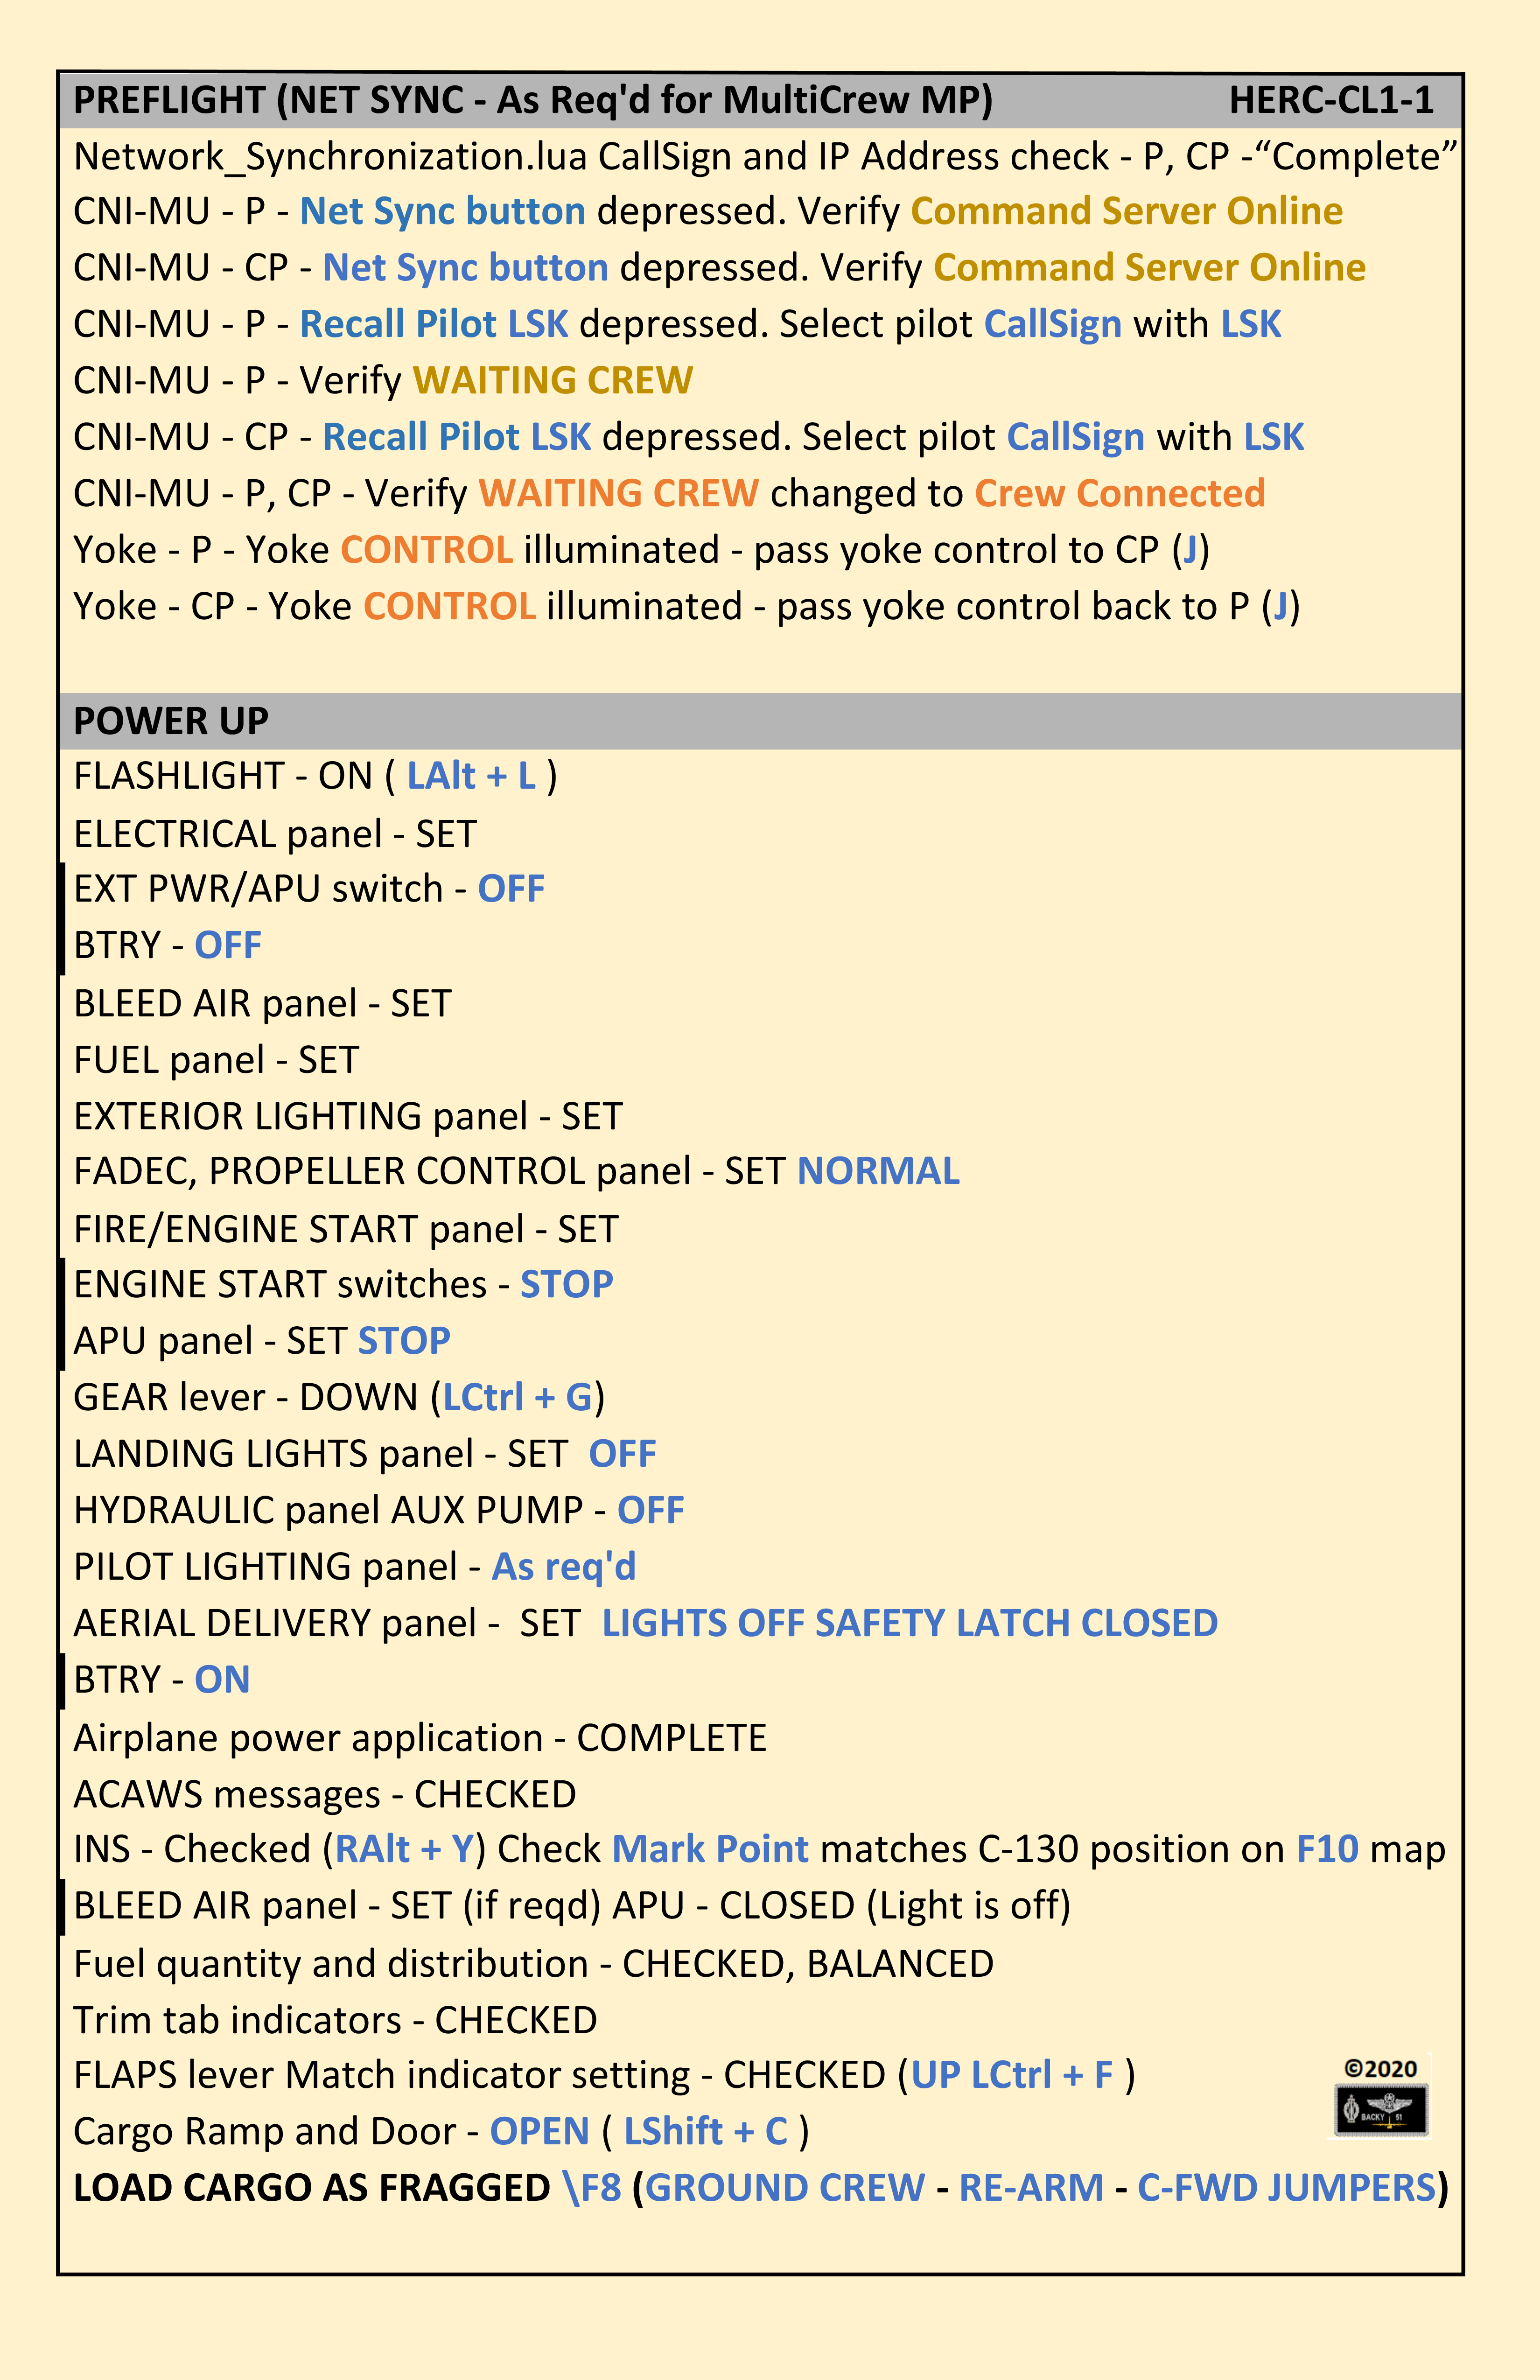 PREFLIGHT (NET SYNC - As Req'd for MultiCrew MP) HERC-CL1-1
Network_Synchronization.lua CallSign and IP Address check - P, CP -“Complete”
CNI-MU - P - Net Sync button depressed. Verify Command Server Online
CNI-MU - CP - Net Sync button depressed. Verify Command Server Online
CNI-MU - P - Recall Pilot LSK depressed. Select pilot CallSign with LSK
CNI-MU - P - Verify WAITING CREW
CNI-MU - CP - Recall Pilot LSK depressed. Select pilot CallSign with LSK
CNI-MU - P, CP - Verify WAITING CREW changed to Crew Connected
Yoke - P - Yoke CONTROL illuminated - pass yoke control to CP (J)
Yoke - CP - Yoke CONTROL illuminated - pass yoke control back to P (J)
POWER UP
FLASHLIGHT - ON ( LAlt + L )
ELECTRICAL panel - SET
EXT PWR/APU switch - OFF
BTRY - OFF
BLEED AIR panel - SET
FUEL panel - SET
EXTERIOR LIGHTING panel - SET
FADEC, PROPELLER CONTROL panel - SET NORMAL
FIRE/ENGINE START panel - SET
ENGINE START switches - STOP
APU panel - SET STOP
GEAR lever - DOWN (LCtrl + G)
LANDING LIGHTS panel - SET OFF
HYDRAULIC panel AUX PUMP - OFF
PILOT LIGHTING panel - As req'd
AERIAL DELIVERY panel - SET LIGHTS OFF SAFETY LATCH CLOSED
BTRY - ON
Airplane power application - COMPLETE
ACAWS messages - CHECKED
INS - Checked (RAlt + Y) Check Mark Point matches C-130 position on F10 map
BLEED AIR panel - SET (if reqd) APU - CLOSED (Light is off)
Fuel quantity and distribution - CHECKED, BALANCED
Trim tab indicators - CHECKED
FLAPS lever Match indicator setting - CHECKED (UP LCtrl + F )
©2020
BACKY 51
Cargo Ramp and Door - OPEN ( LShift + C )
LOAD CARGO AS FRAGGED \F8 (GROUND CREW - RE-ARM - C-FWD JUMPERS)